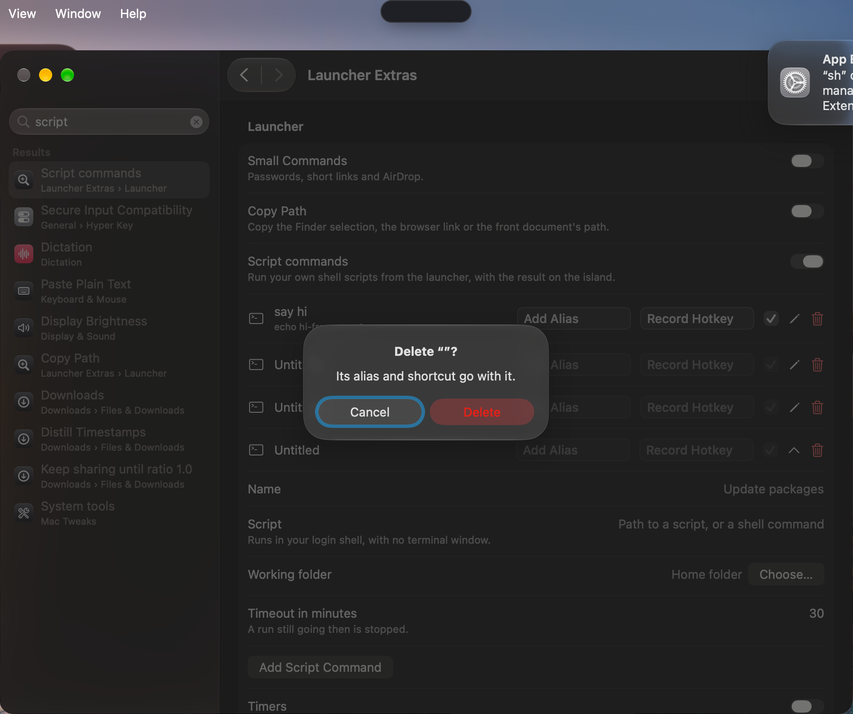 View Window Help
Launcher Extras
App
"sh"
script
Results
Script commands
Launcher Extras › Launcher
Secure Input Compatibility
General › Hyper Key
Dictation
Dictation
Paste Plain Text
Keyboard & Mouse
Display Brightness
Display & Sound
Copy Path
Launcher Extras › Launcher
Downloads
Downloads › Files & Downloads
Distill Timestamps
Downloads › Files & Downloads
Keep sharing until ratio 1.0
Downloads › Files & Downloads
System tools
Mac Tweaks
Launcher
Small Commands
Passwords, short links and AirDrop.
Copy Path
Copy the Finder selection, the browser link or the front document's path.
Script commands
Run your own shell scripts from the launcher, with the result on the island.
say hi Add Alias Record Hotkey
echo
Alias Record Hotkey
Alias Record Hotkey
Untitled Add Alias Record Hotkey
Delete “”?
Its alias and shortcut go with it.
Cancel Delete
Name Update packages
Script Path to a script, or a shell command
Runs in your login shell, with no terminal window.
Working folder Home folder Choose...
Timeout in minutes 30
A run still going then is stopped.
Add Script Command
Timers